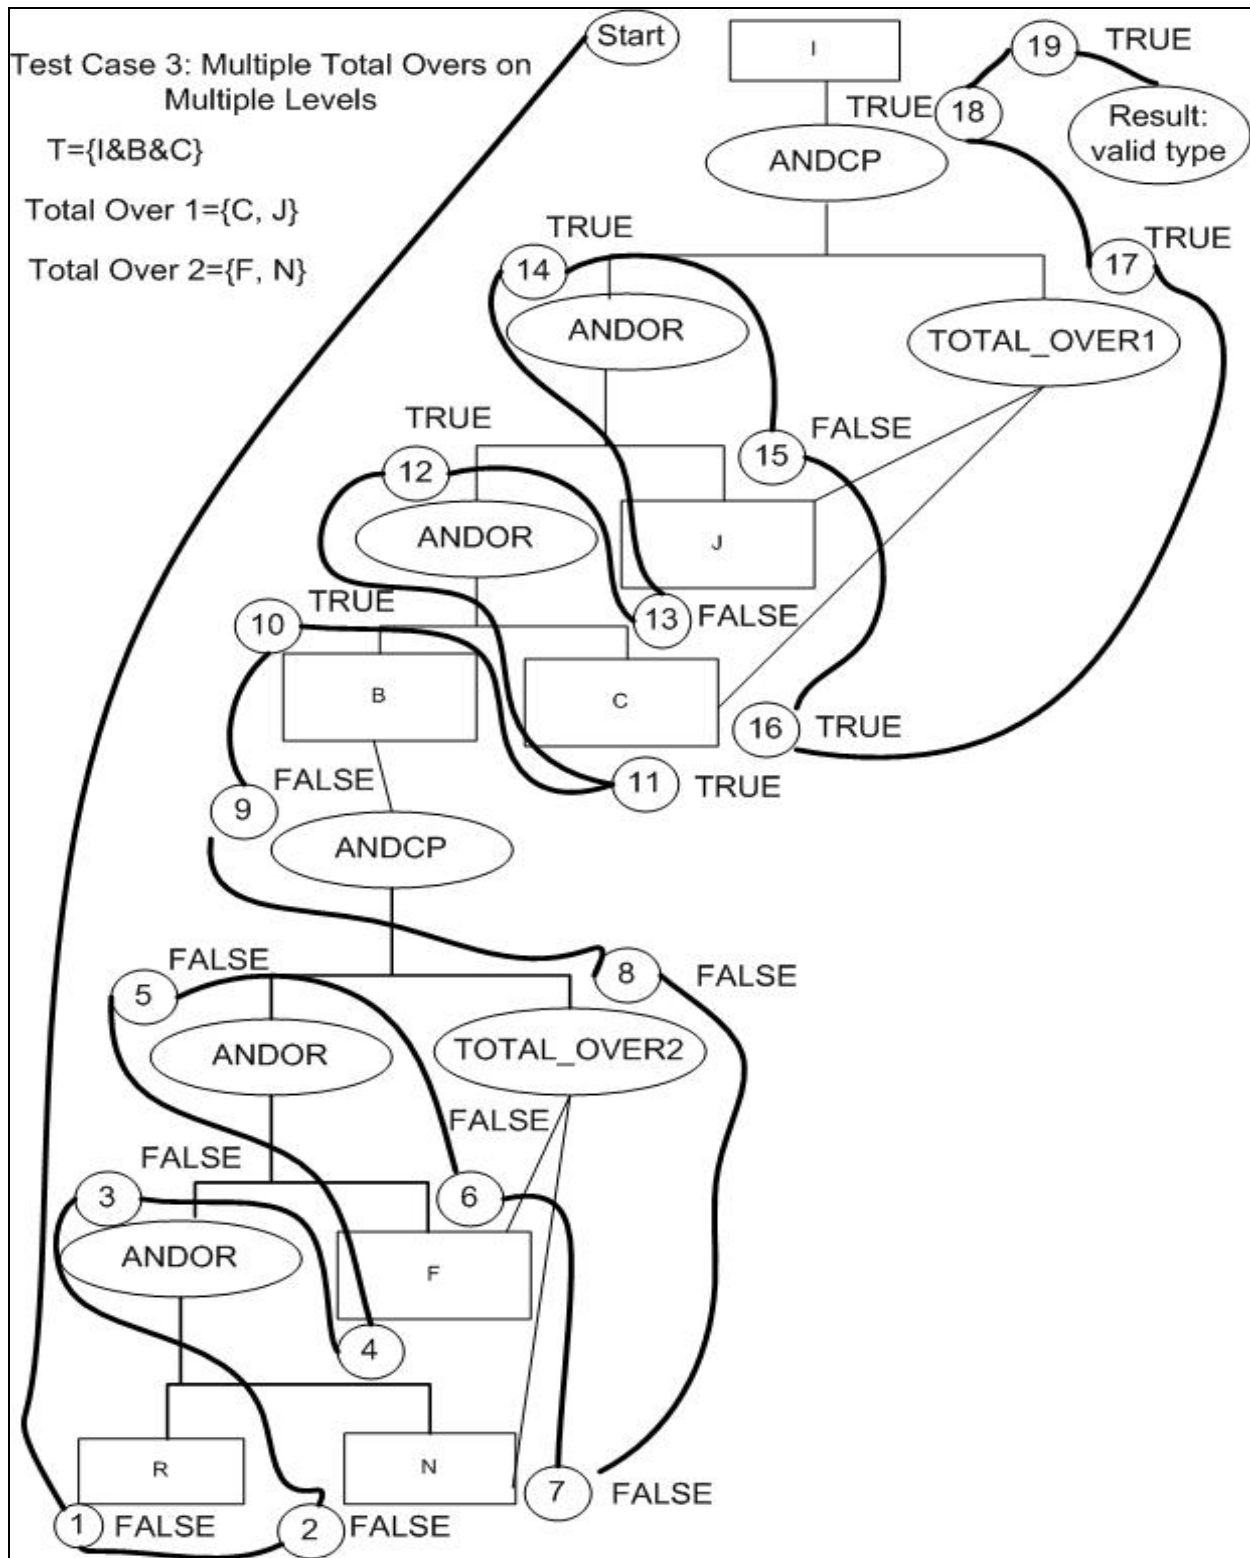 Start
I
19
TRUE
Test Case 3: Multiple Total Overs on
Multiple Levels
TRUE
18
Result:
valid type
T={I&B&C}
ANDCP
Total Over 1={C, J}
TRUE
TRUE
14
17
Total Over 2={F, N}
ANDOR
TOTAL_OVER1
TRUE
FALSE
12
15
ANDOR
J
TRUE
10
13
FALSE
B
C
16
TRUE
FALSE
11
TRUE
9
ANDCP
FALSE
8
FALSE
5
ANDOR
TOTAL_OVER2
FALSE
FALSE
3
6
ANDOR
F
4
R
N
7
FALSE
1
FALSE
2
FALSE